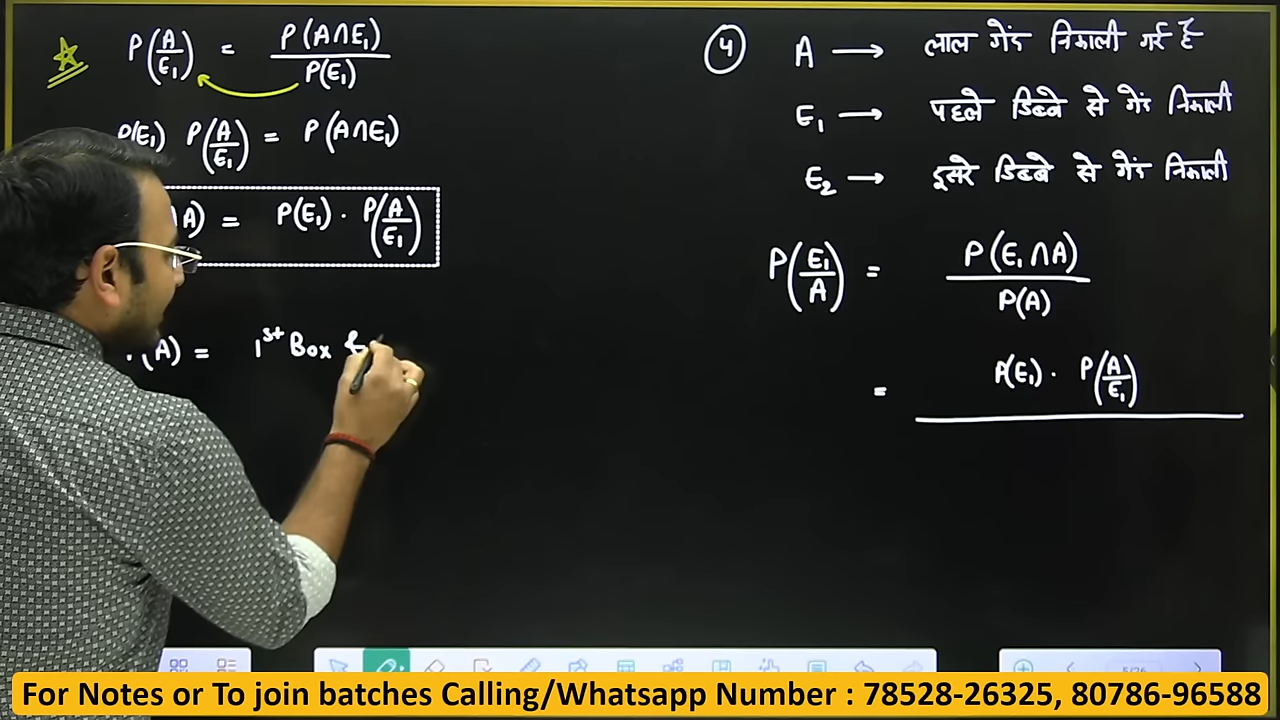 P(A/E₁) = P(A∩E₁)/P(E₁)
P(E₁) P(A/E₁) = P(A∩E₁)
A) = P(E₁) · P(A/E₁)
(A) = 1st Box
4 A → लाल गेंद निकाली गई है
E₁ → पहले डिब्बे से गेंद निकाली
E₂ → दूसरे डिब्बे से गेंद निकाली
P(E₁/A) = P(E₁∩A)/P(A)
= P(E₁) · P(A/E₁)
For Notes or To join batches Calling/Whatsapp Number : 78528-26325, 80786-96588